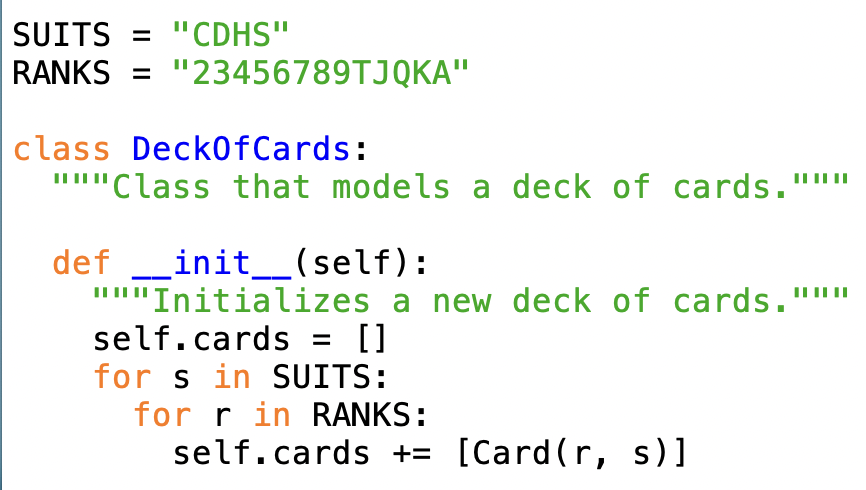 SUITS = "CDHS"
RANKS = "23456789TJQKA"

class DeckOfCards:
  """Class that models a deck of cards."""

  def __init__(self):
    """Initializes a new deck of cards."""
    self.cards = []
    for s in SUITS:
      for r in RANKS:
        self.cards += [Card(r, s)]